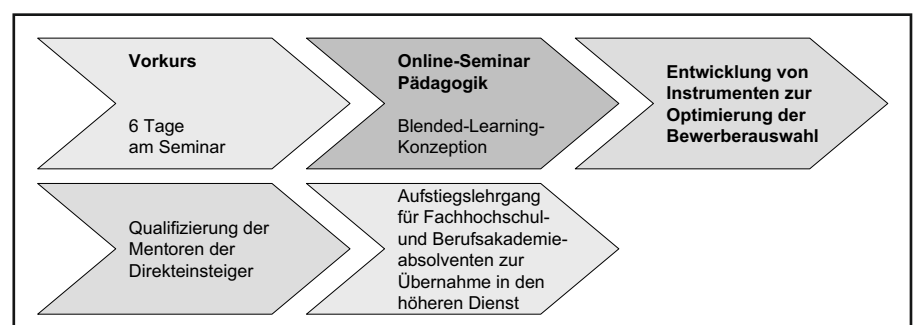 Vorkurs
6 Tage
am Seminar
Online-Seminar
Pädagogik
Blended-Learning-
Konzeption
Entwicklung von
Instrumenten zur
Optimierung der
Bewerberauswahl
Qualifizierung der
Mentoren der
Direkteinsteiger
Aufstiegslehrgang
für Fachhochschul-
und Berufsakademie-
absolventen zur
Übernahme in den
höheren Dienst